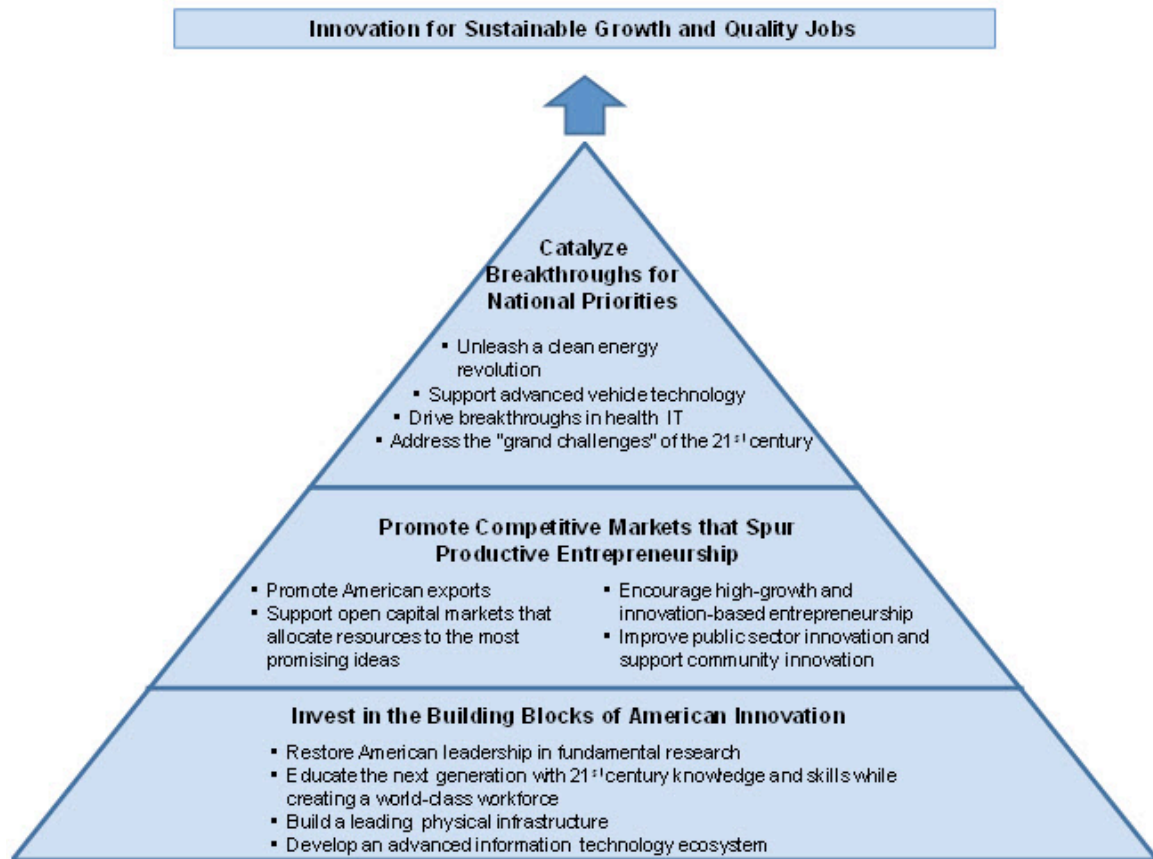 Innovation for Sustainable Growth and Quality Jobs
Catalyze
Breakthroughs for
National Priorities
▪ Unleash a clean energy
revolution
▪ Support advanced vehicle technology
▪ Drive breakthroughs in health IT
▪ Address the "grand challenges" of the 21st century
Promote Competitive Markets that Spur
Productive Entrepreneurship
▪ Promote American exports
▪ Support open capital markets that
allocate resources to the most
promising ideas
▪ Encourage high-growth and
innovation-based entrepreneurship
▪ Improve public sector innovation and
support community innovation
Invest in the Building Blocks of American Innovation
▪ Restore American leadership in fundamental research
▪ Educate the next generation with 21st century knowledge and skills while
creating a world-class workforce
▪ Build a leading physical infrastructure
▪ Develop an advanced information technology ecosystem